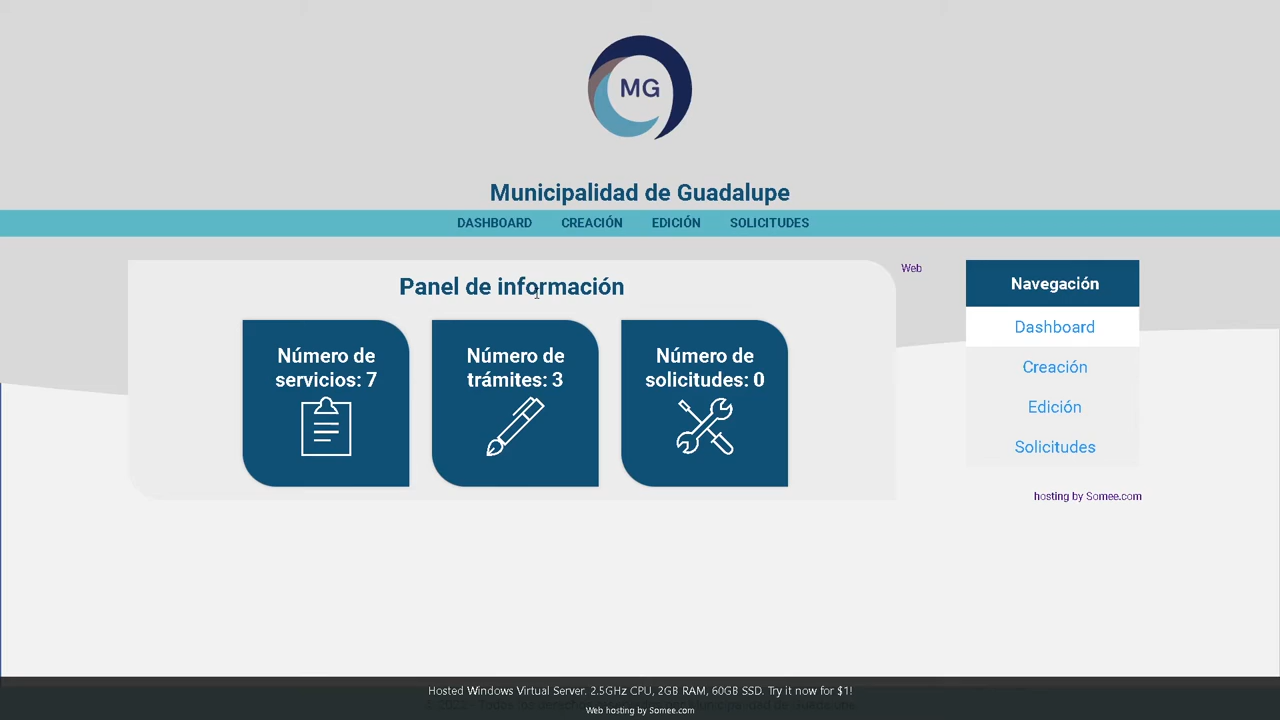 MG
Municipalidad de Guadalupe
DASHBOARD CREACIÓN EDICIÓN SOLICITUDES
Panel de información
Número de
servicios: 7
Número de
trámites: 3
Número de
solicitudes: 0
Web
Navegación
Dashboard
Creación
Edición
Solicitudes
hosting by Somee.com
Hosted Windows Virtual Server. 2.5GHz CPU, 2GB RAM, 60GB SSD. Try it now for $1!
Web hosting by Somee.com